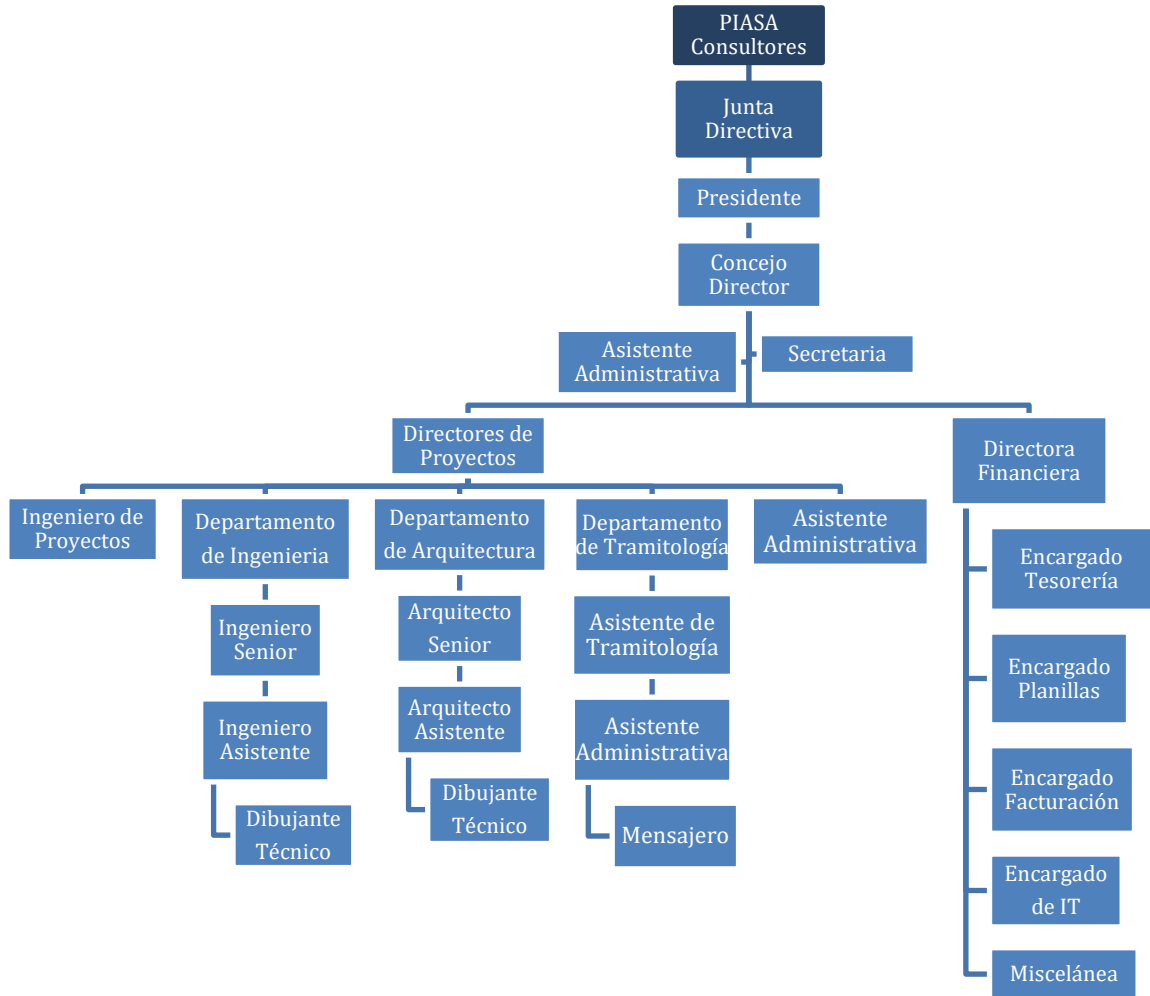 PIASA
Consultores
Junta
Directiva
Presidente
Concejo
Director
Asistente
Administrativa
Secretaria
Directores de
Proyectos
Directora
Financiera
Ingeniero de
Proyectos
Departamento
de Ingenieria
Departamento
de Arquitectura
Departamento
de Tramitología
Asistente
Administrativa
Ingeniero
Senior
Arquitecto
Senior
Asistente de
Tramitología
Ingeniero
Asistente
Arquitecto
Asistente
Asistente
Administrativa
Dibujante
Técnico
Dibujante
Técnico
Mensajero
Encargado
Tesorería
Encargado
Planillas
Encargado
Facturación
Encargado
de IT
Miscelánea